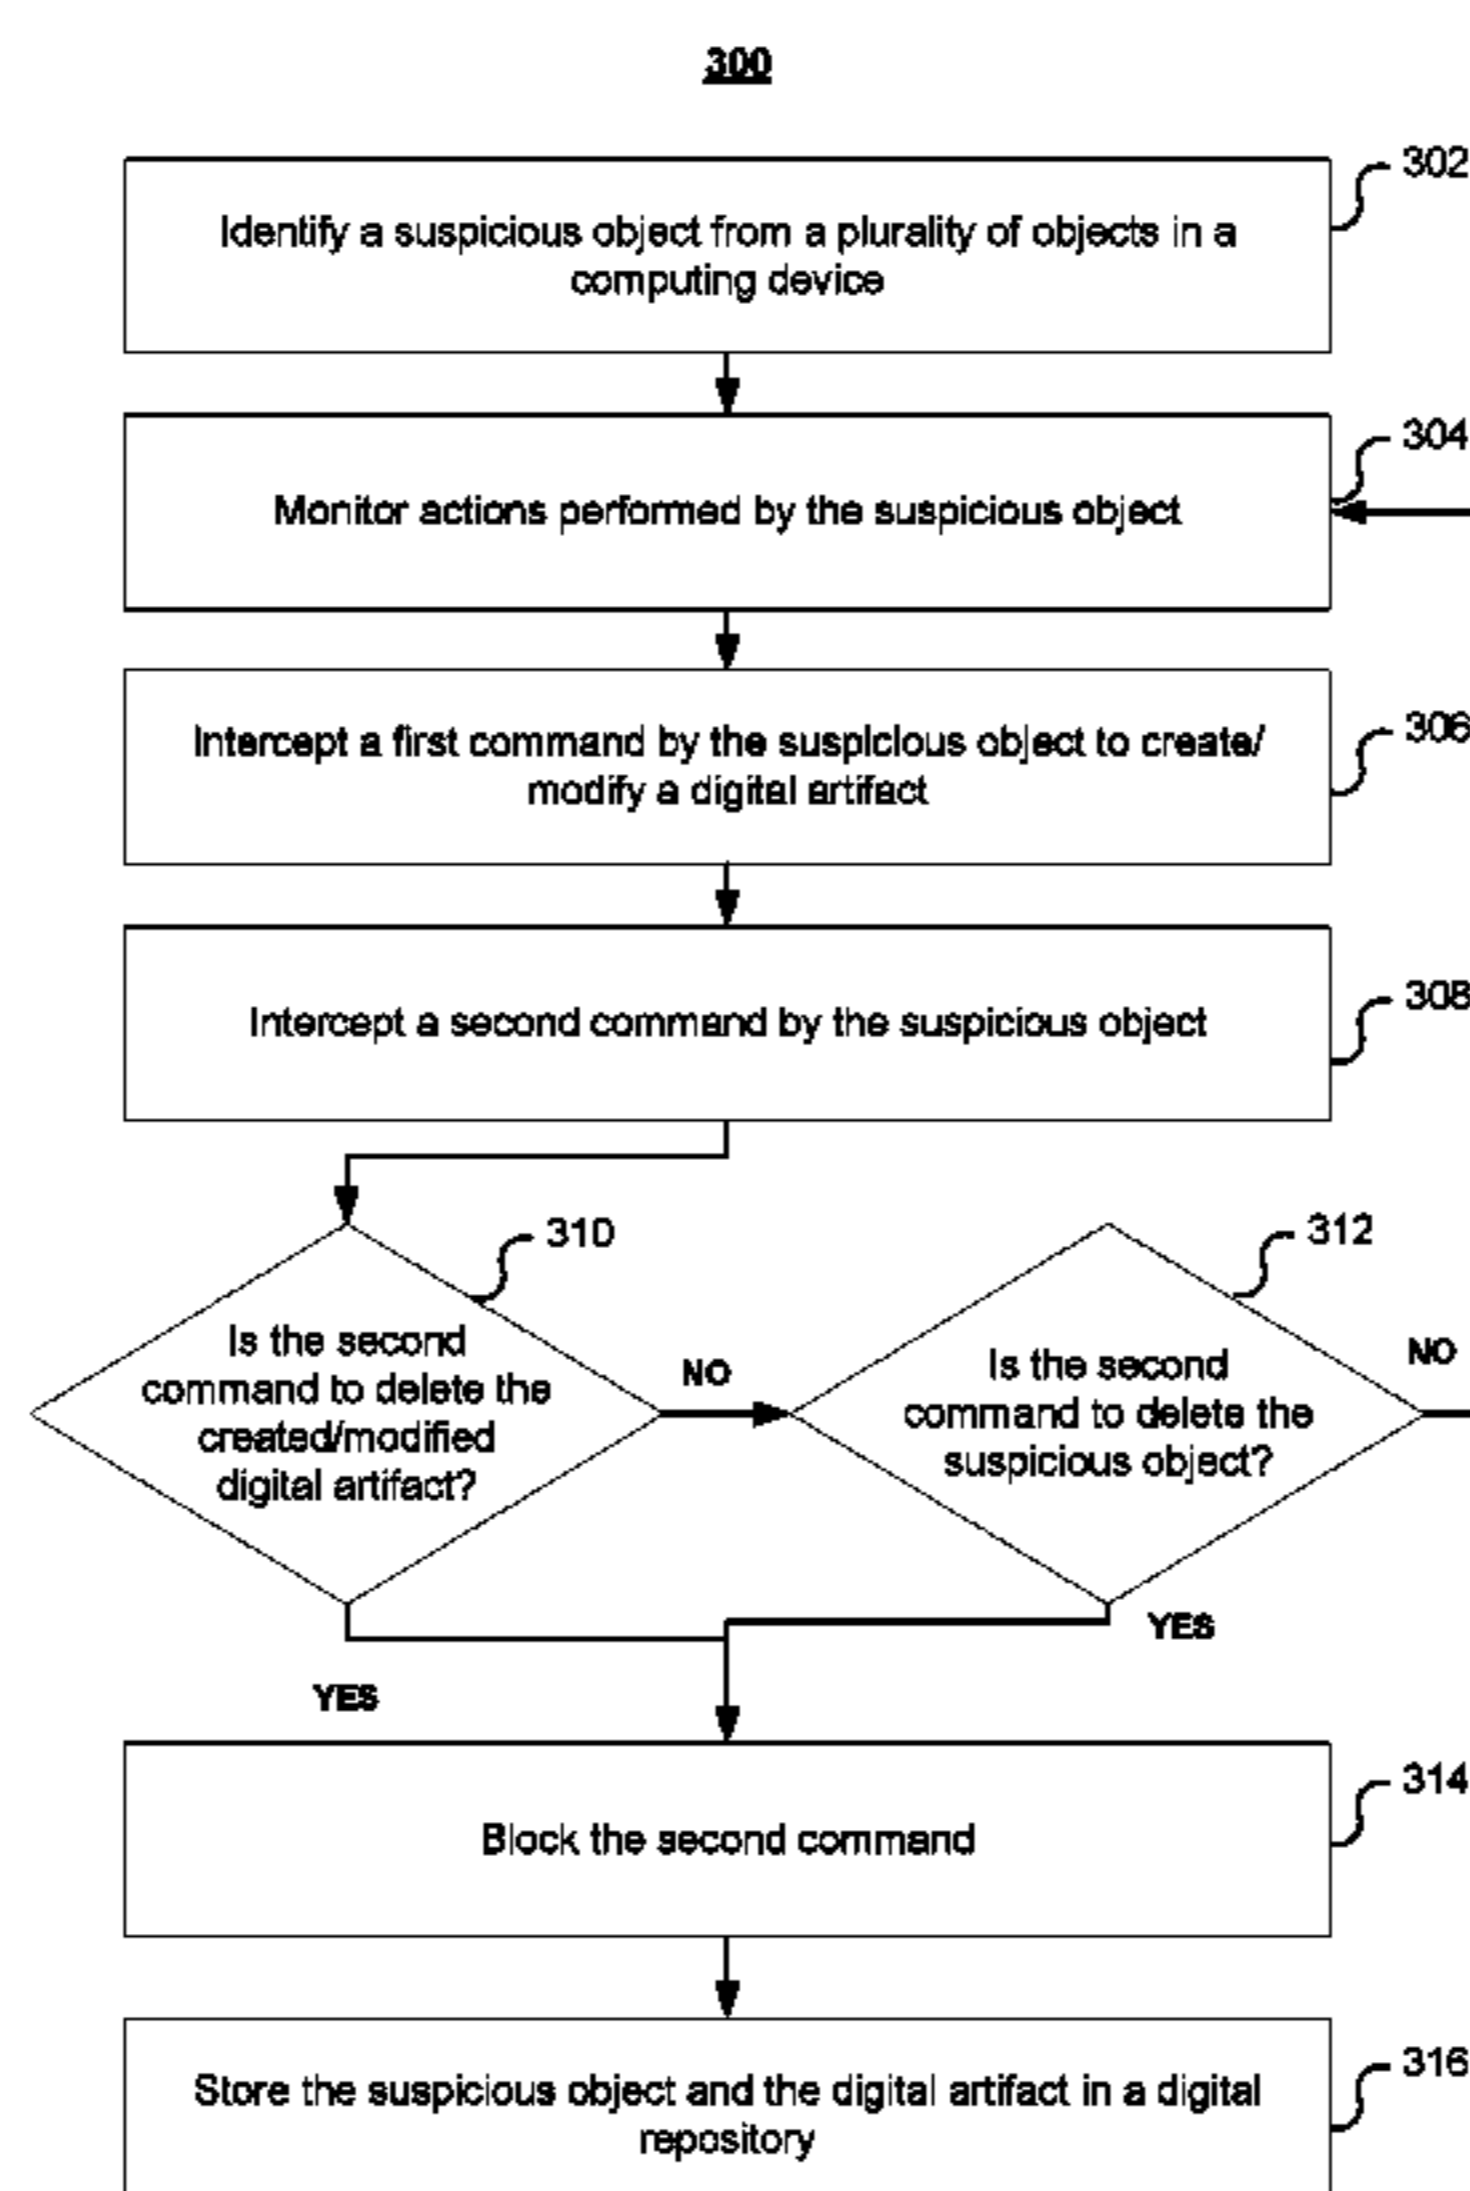 300
302
Identify a suspicious object from a plurality of objects in a
computing device
304
Monitor actions performed by the suspicious object
306
Intercept a first command by the suspicious object to create/
modify a digital artifact
308
Intercept a second command by the suspicious object
310
Is the second
command to delete the
created/modified
digital artifact?
NO
312
Is the second
command to delete the
suspicious object?
NO
YES
YES
314
Block the second command
316
Store the suspicious object and the digital artifact in a digital
repository